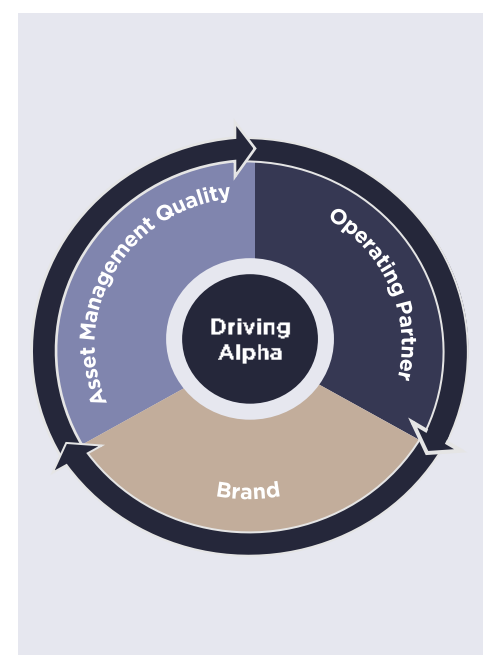 Asset Management Quality
Operating Partner
Driving
Alpha
Brand